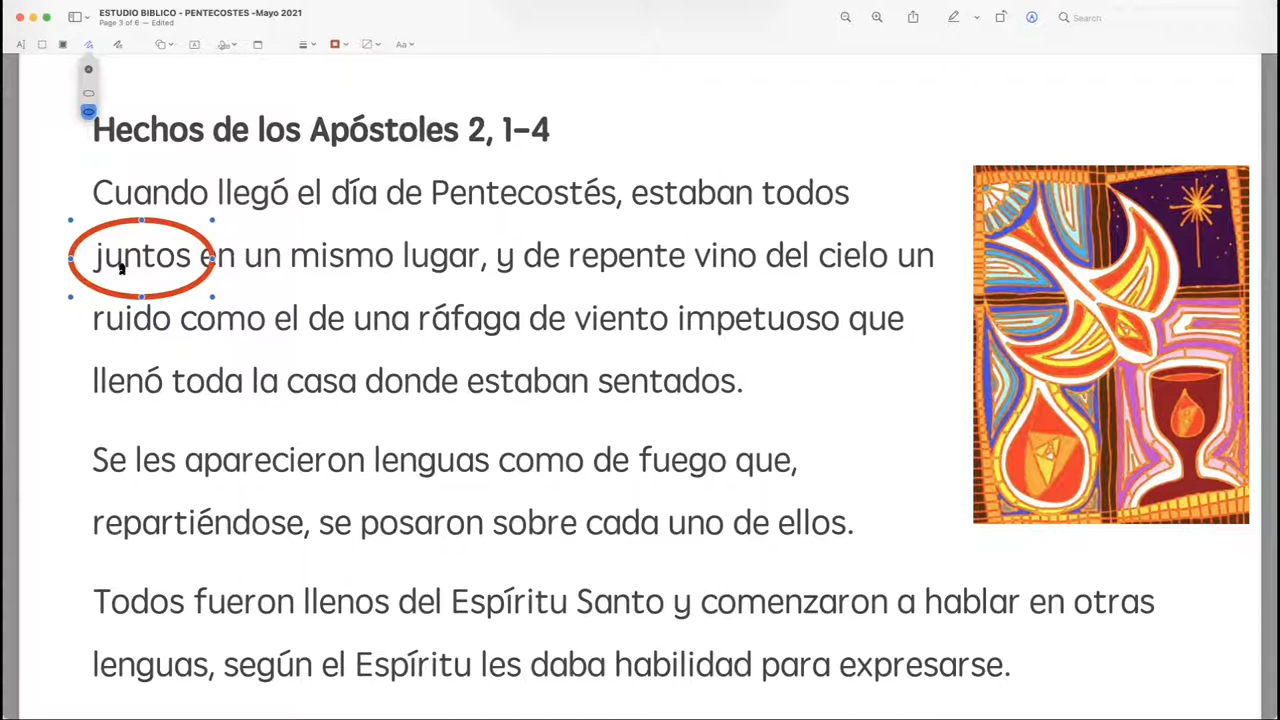 ESTUDIO BIBLICO - PENTECOSTES -Mayo 2021
Page 3 of 6 — Edited
Search
Hechos de los Apóstoles 2, 1–4
Cuando llegó el día de Pentecostés, estaban todos
juntos en un mismo lugar, y de repente vino del cielo un
ruido como el de una ráfaga de viento impetuoso que
llenó toda la casa donde estaban sentados.
Se les aparecieron lenguas como de fuego que,
repartiéndose, se posaron sobre cada uno de ellos.
Todos fueron llenos del Espíritu Santo y comenzaron a hablar en otras
lenguas, según el Espíritu les daba habilidad para expresarse.